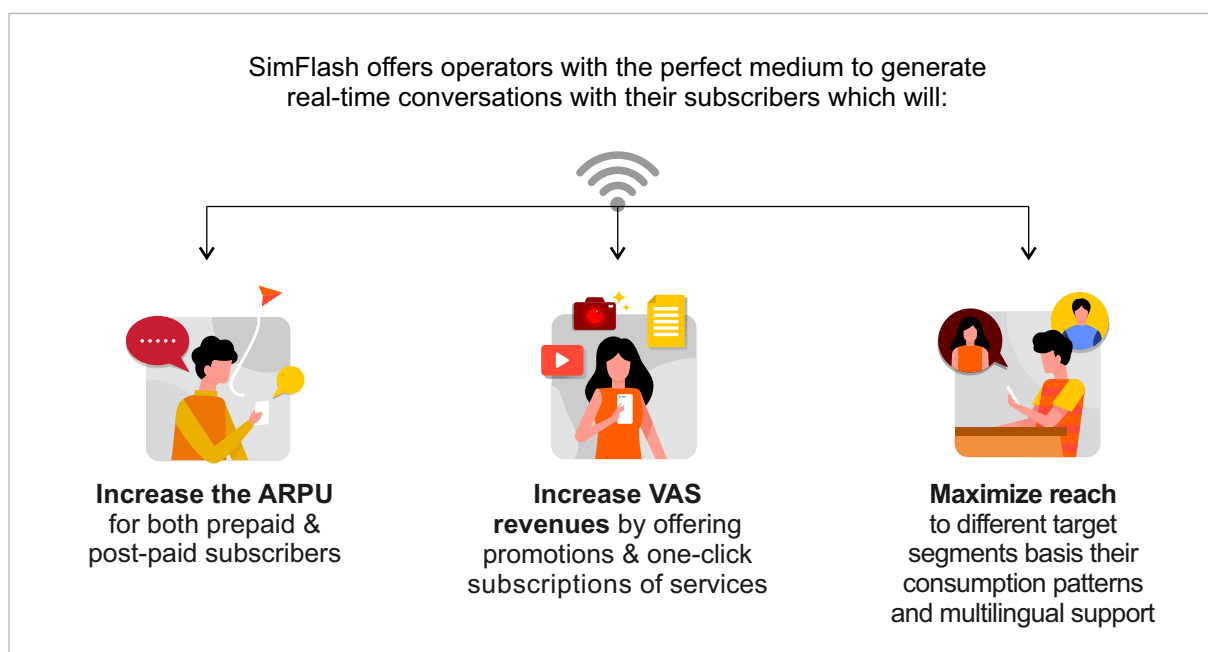 SimFlash offers operators with the perfect medium to generate
real-time conversations with their subscribers which will:
Increase the ARPU
for both prepaid &
post-paid subscribers
Increase VAS
revenues by offering
promotions & one-click
subscriptions of services
Maximize reach
to different target
segments basis their
consumption patterns
and multilingual support